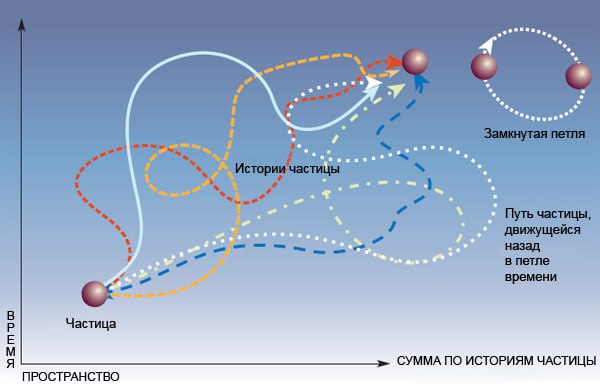 Замкнутая петля
Истории частицы
Путь частицы,
движущейся
назад
в петле
времени
Частица
ВРЕМЯ
СУММА ПО ИСТОРИЯМ ЧАСТИЦЫ
ПРОСТРАНСТВО